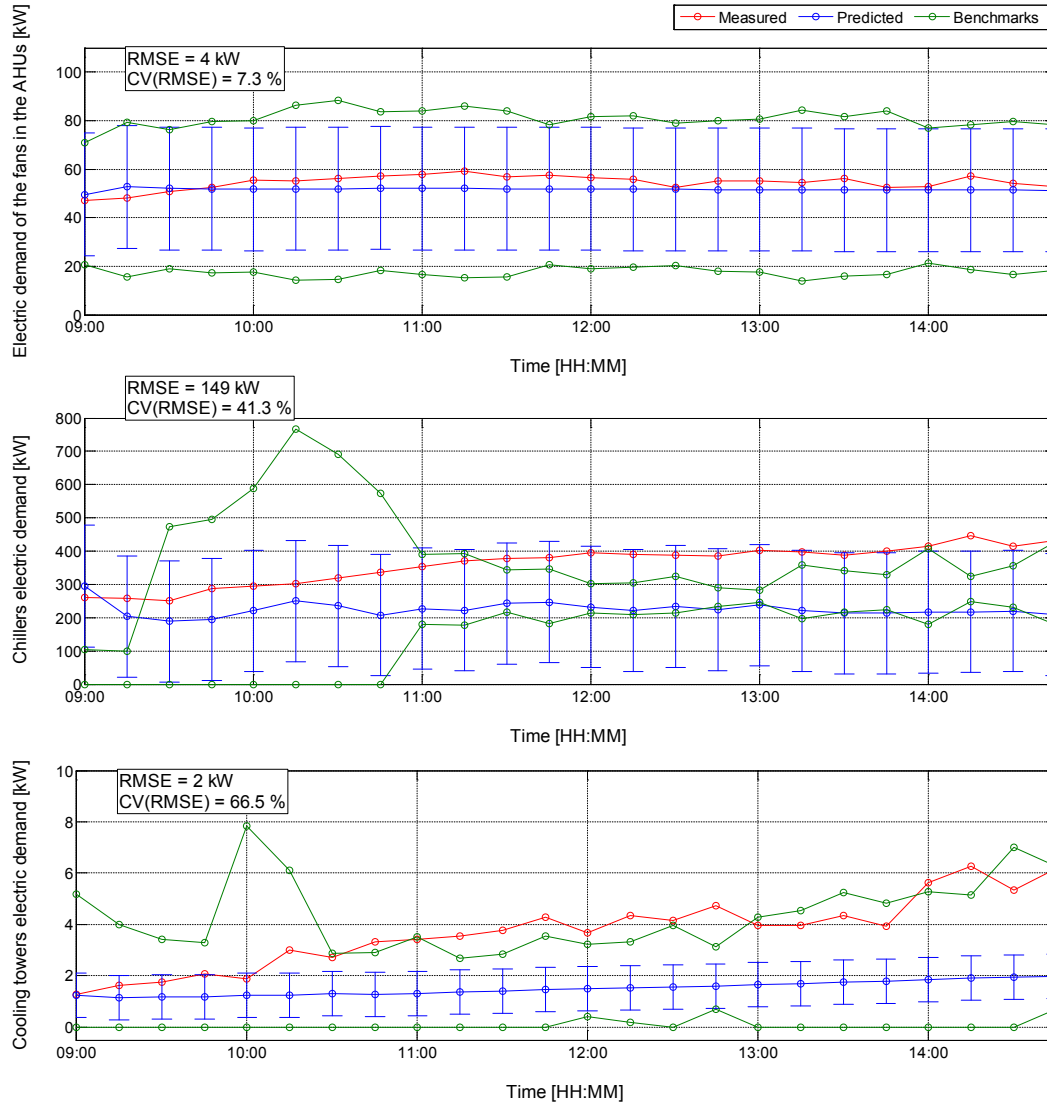 Measured Predicted Benchmarks
Electric demand of the fans in the AHUs [kW]
RMSE = 4 kW
CV(RMSE) = 7.3 %
100
80
60
40
20
0
09:00 10:00 11:00 12:00 13:00 14:00
Time [HH:MM]
Chillers electric demand [kW]
RMSE = 149 kW
CV(RMSE) = 41.3 %
800
700
600
500
400
300
200
100
0
09:00 10:00 11:00 12:00 13:00 14:00
Time [HH:MM]
Cooling towers electric demand [kW]
RMSE = 2 kW
CV(RMSE) = 66.5 %
10
8
6
4
2
0
09:00 10:00 11:00 12:00 13:00 14:00
Time [HH:MM]